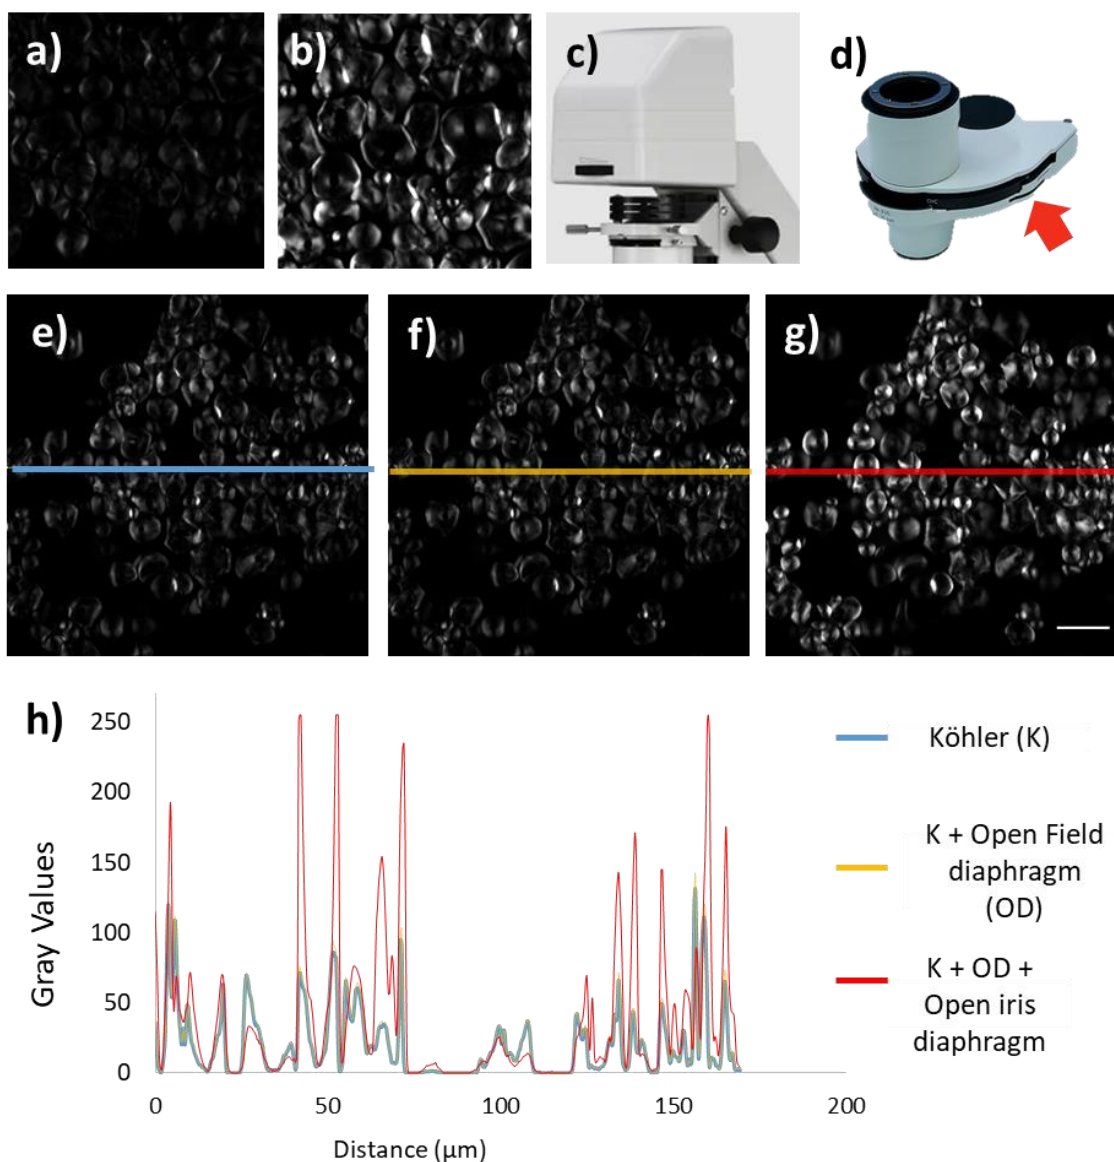 a)
b)
c)
d)
e)
f)
g)
h)
250
200
150
100
50
0
Gray Values
0
50
100
150
200
Distance (µm)
Köhler (K)
K + Open Field
diaphragm
(OD)
K + OD +
Open iris
diaphragm